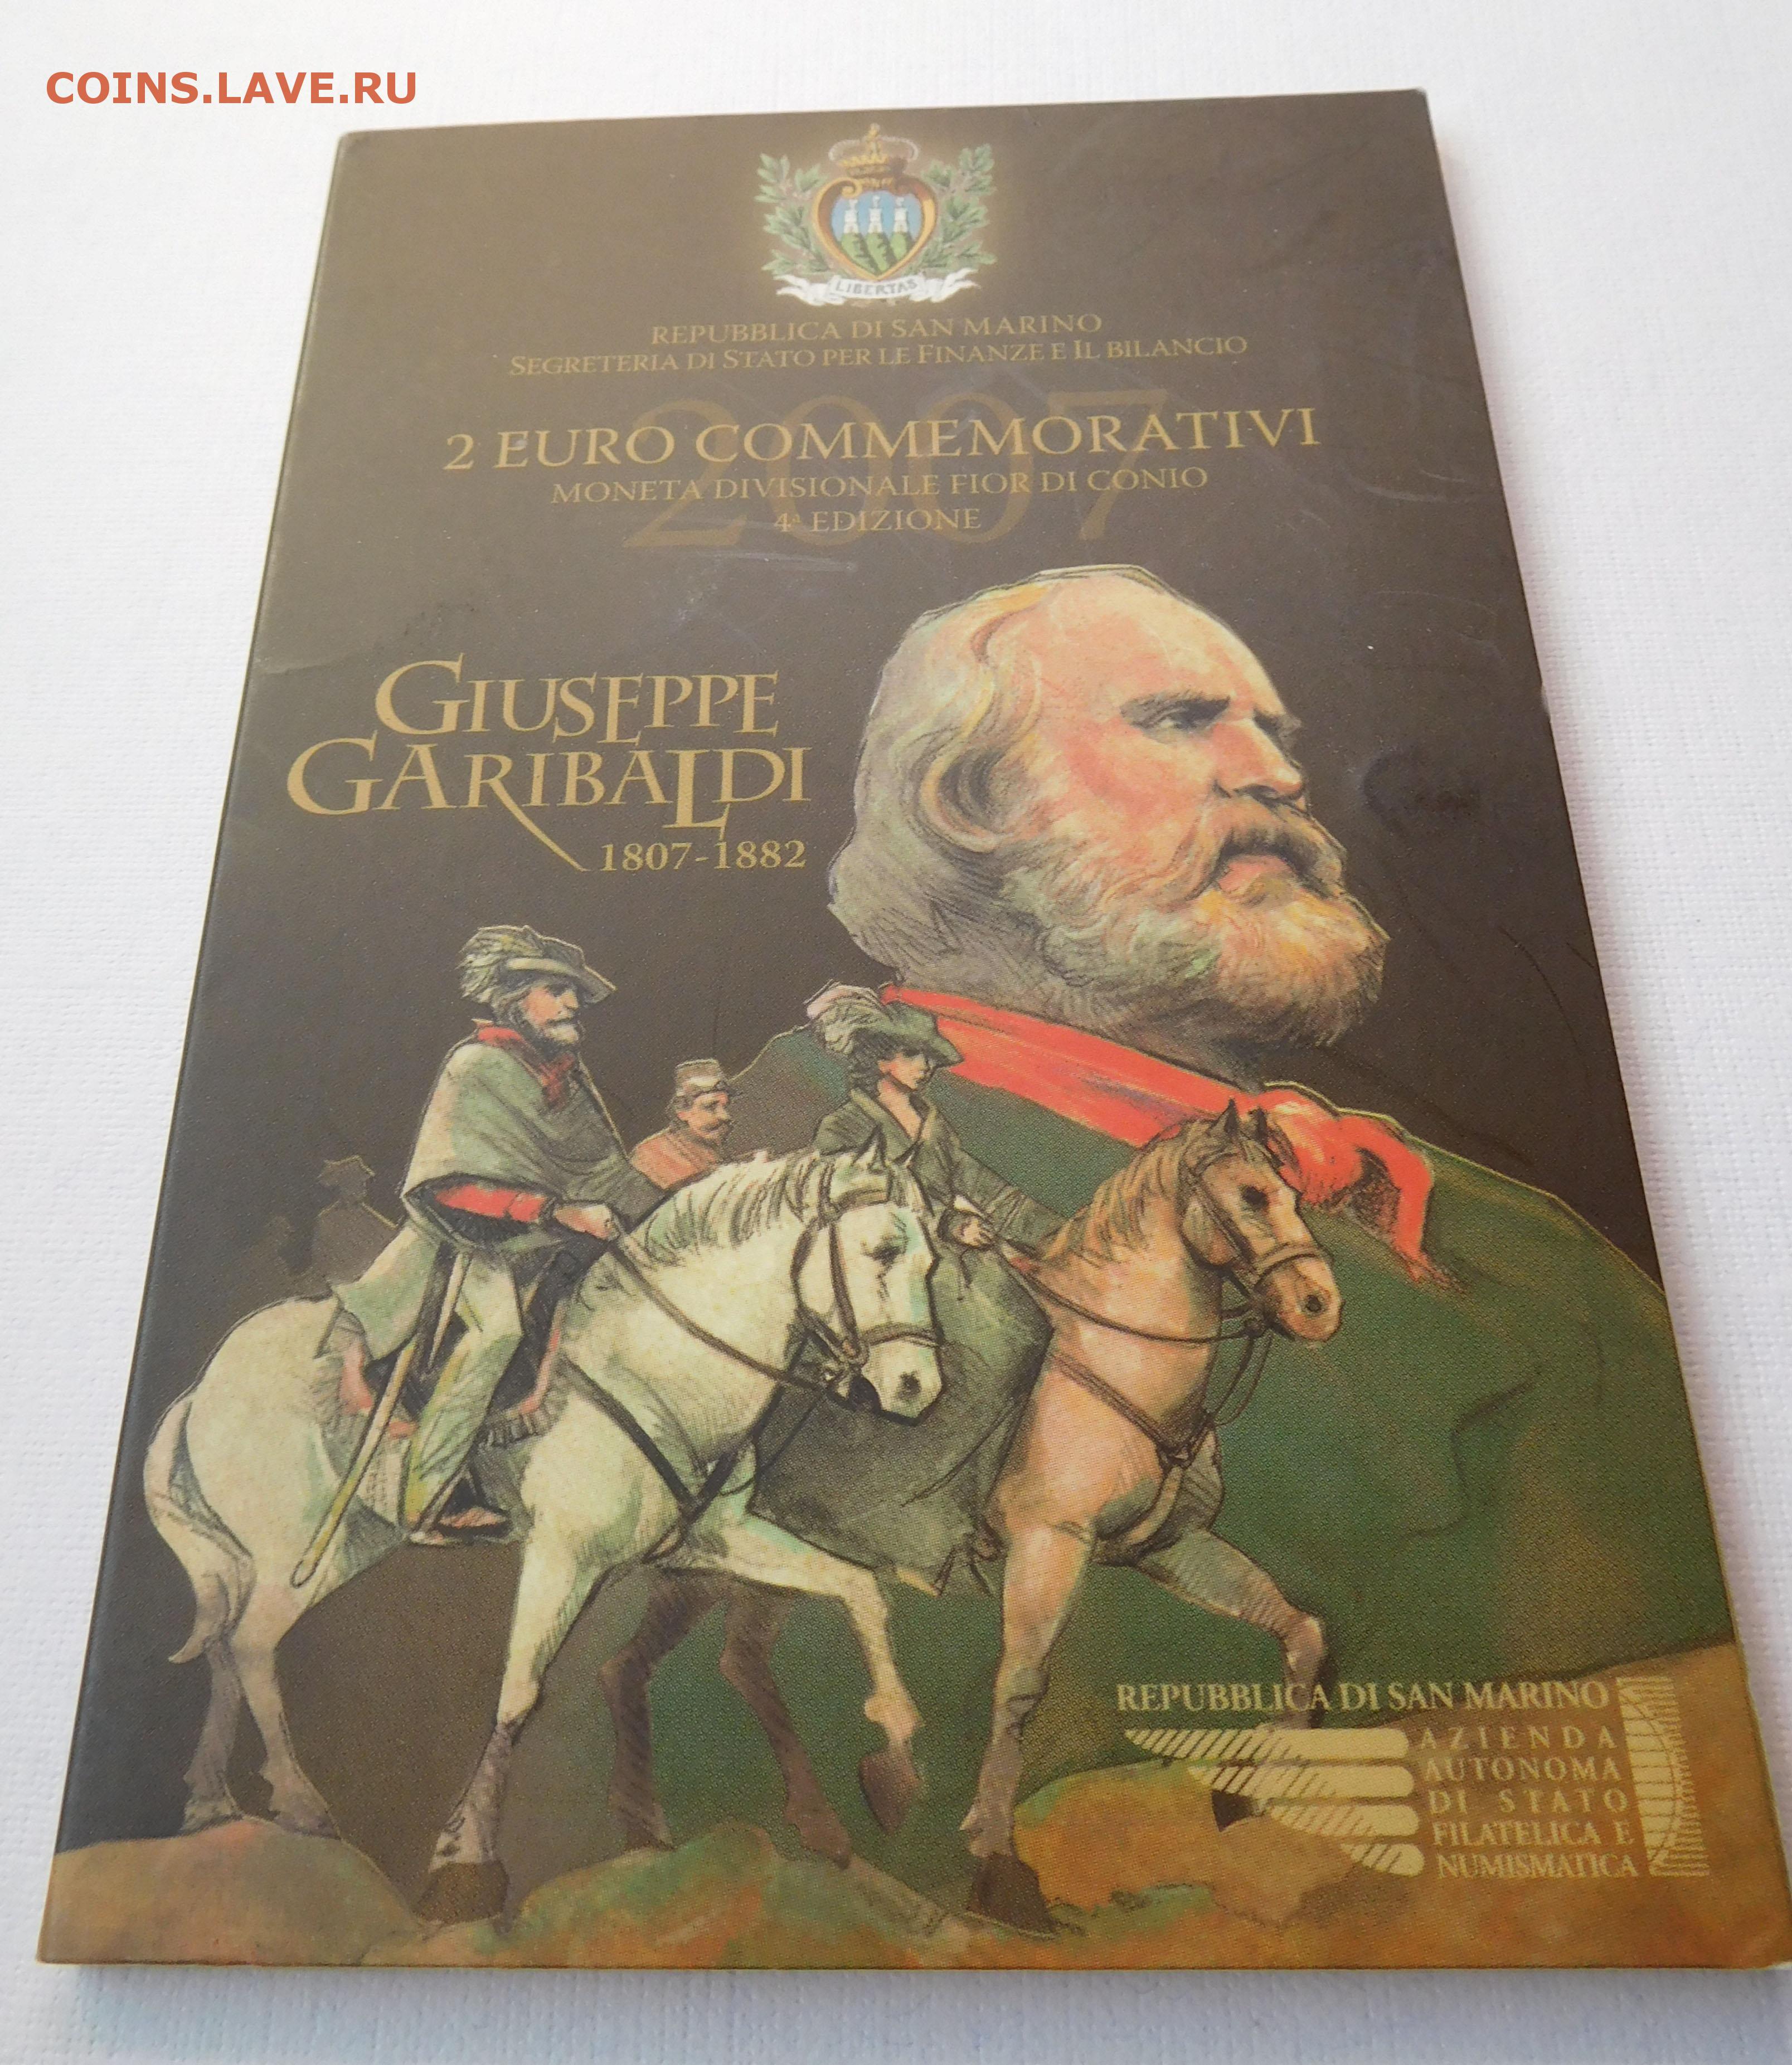 COINS.LAVE.RU
LIBERTAS
REPUBBLICA DI SAN MARINO
SEGRETERIA DI STATO PER LE FINANZE E IL BILANCIO
2007
2 EURO COMMEMORATIVI
MONETA DIVISIONALE FIOR DI CONIO
4ª EDIZIONE
GIUSEPPE
GARIBALDI
1807-1882
REPUBBLICA DI SAN MARINO
AZIENDA
AUTONOMA
DI STATO
FILATELICA E
NUMISMATICA